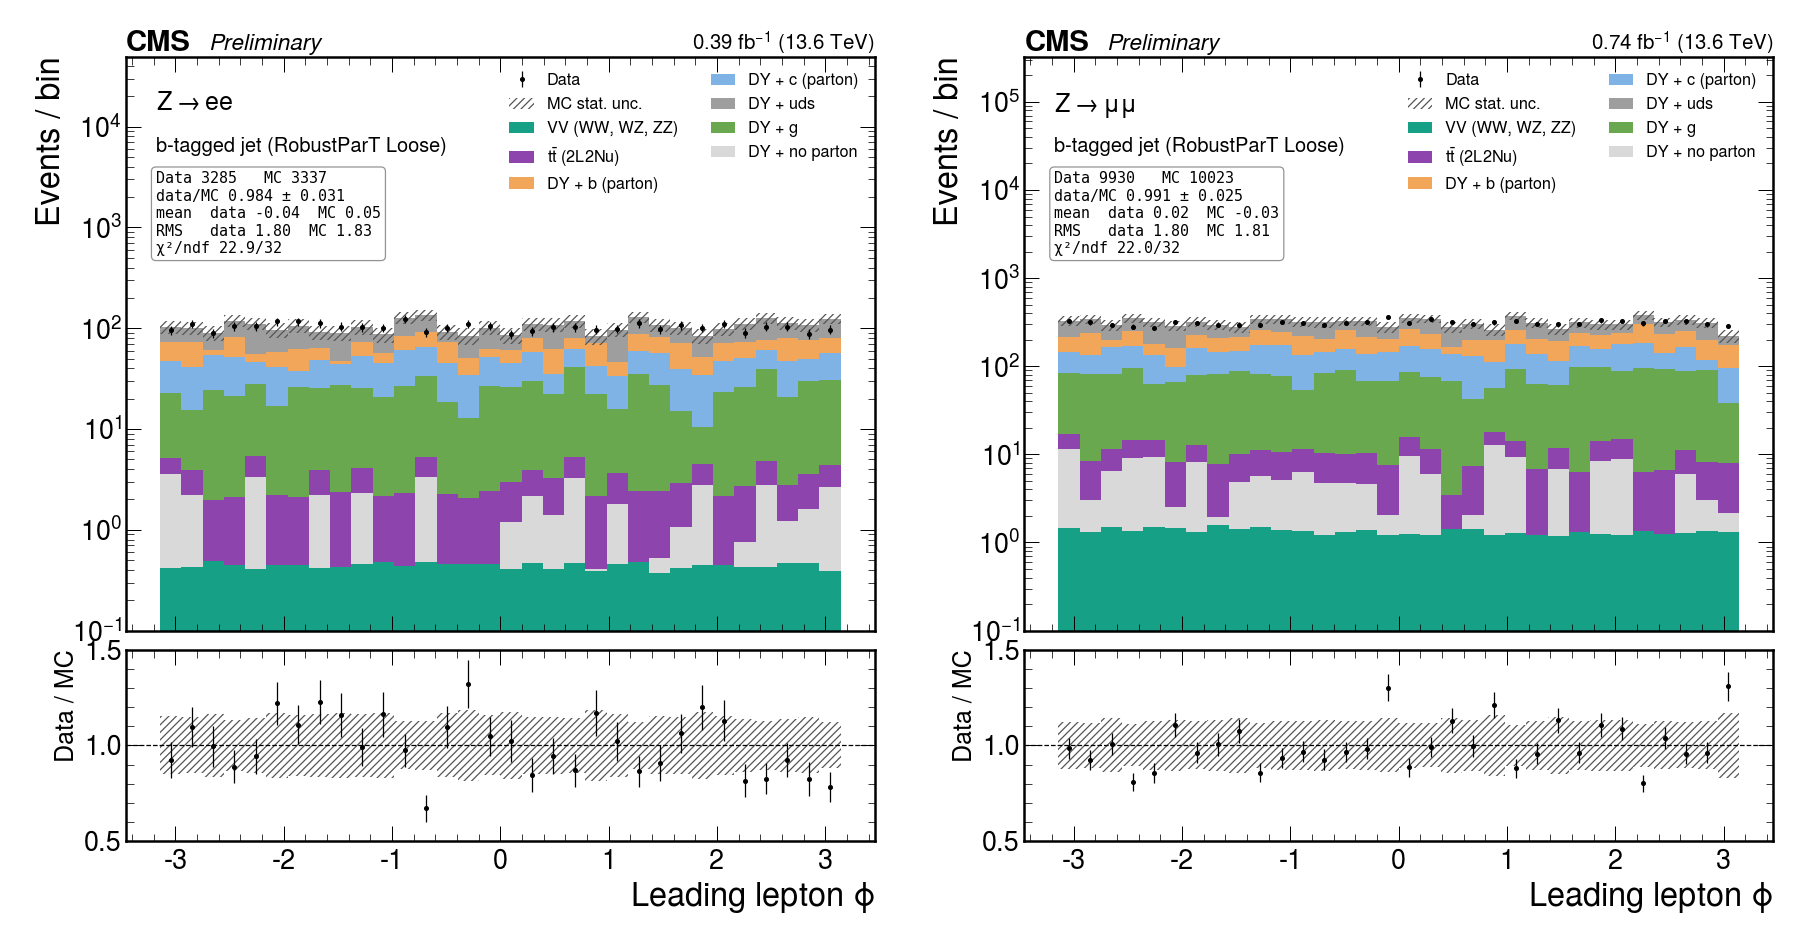 CMS Preliminary 0.39 fb⁻¹ (13.6 TeV)
Events / bin
Z → ee
b-tagged jet (RobustParT Loose)
Data 3285 MC 3337
data/MC 0.984 ± 0.031
mean data -0.04 MC 0.05
RMS data 1.80 MC 1.83
χ²/ndf 22.9/32
Data
MC stat. unc.
VV (WW, WZ, ZZ)
tt̄ (2L2Nu)
DY + b (parton)
DY + c (parton)
DY + uds
DY + g
DY + no parton
10⁴
10³
10²
10¹
10⁰
10⁻¹
Data / MC
1.5
1.0
0.5
-3 -2 -1 0 1 2 3
Leading lepton ϕ
CMS Preliminary 0.74 fb⁻¹ (13.6 TeV)
Events / bin
Z → μμ
b-tagged jet (RobustParT Loose)
Data 9930 MC 10023
data/MC 0.991 ± 0.025
mean data 0.02 MC -0.03
RMS data 1.80 MC 1.81
χ²/ndf 22.0/32
Data
MC stat. unc.
VV (WW, WZ, ZZ)
tt̄ (2L2Nu)
DY + b (parton)
DY + c (parton)
DY + uds
DY + g
DY + no parton
10⁵
10⁴
10³
10²
10¹
10⁰
10⁻¹
Data / MC
1.5
1.0
0.5
-3 -2 -1 0 1 2 3
Leading lepton ϕ